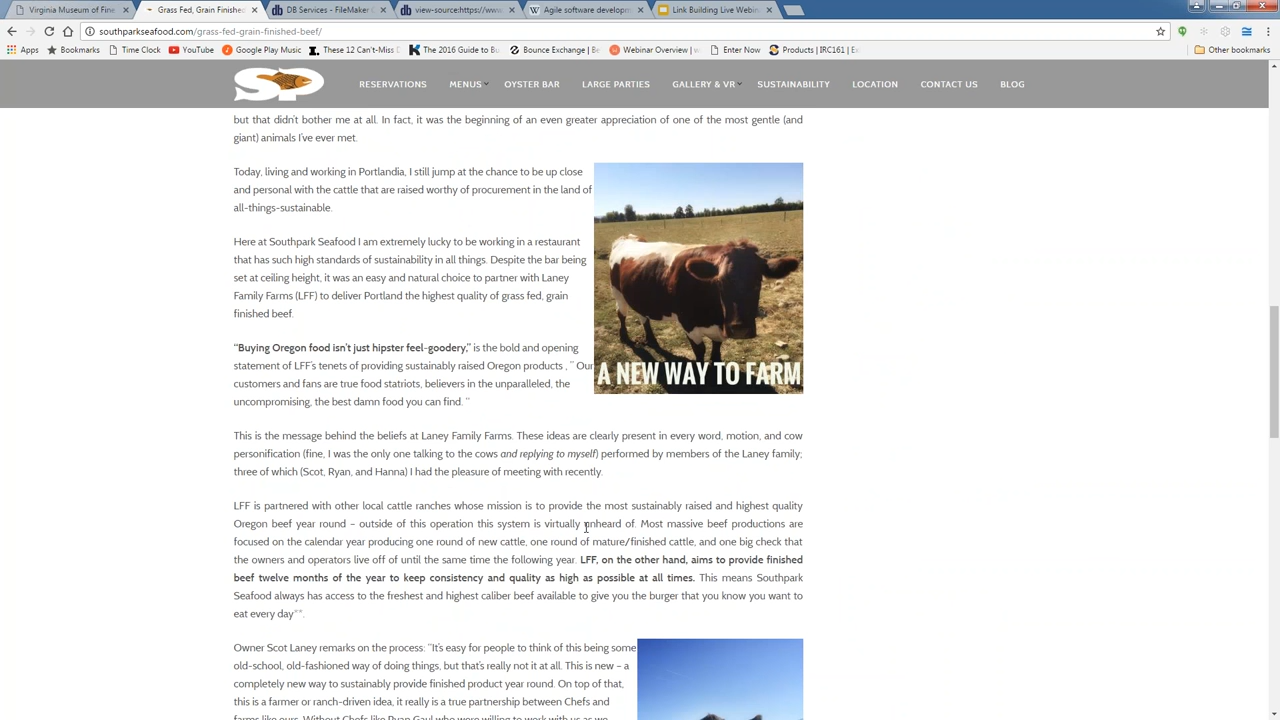 Virginia Museum of Fine
Grass Fed, Grain Finished
DB Services - FileMaker C
view-source:https://www.
Agile software developm
Link Building Live Webin
southparkseafood.com/grass-fed-grain-finished-beef/
Apps
Bookmarks
Time Clock
YouTube
Google Play Music
These 12 Can't-Miss E
The 2016 Guide to Bu
Bounce Exchange | Be
Webinar Overview | w
Enter Now
Products | IRC161 | Ex
Other bookmarks
SP
RESERVATIONS
MENUS
OYSTER BAR
LARGE PARTIES
GALLERY & VR
SUSTAINABILITY
LOCATION
CONTACT US
BLOG
but that didn't bother me at all. In fact, it was the beginning of an even greater appreciation of one of the most gentle (and
giant) animals I've ever met.
Today, living and working in Portlandia, I still jump at the chance to be up close
and personal with the cattle that are raised worthy of procurement in the land of
all-things-sustainable.
Here at Southpark Seafood I am extremely lucky to be working in a restaurant
that has such high standards of sustainability in all things. Despite the bar being
set at ceiling height, it was an easy and natural choice to partner with Laney
Family Farms (LFF) to deliver Portland the highest quality of grass fed, grain
finished beef.
"Buying Oregon food isn't just hipster feel-goodery," is the bold and opening
statement of LFF's tenets of providing sustainably raised Oregon products , " Our
customers and fans are true food statriots, believers in the unparalleled, the
uncompromising, the best damn food you can find. "
A NEW WAY TO FARM
This is the message behind the beliefs at Laney Family Farms. These ideas are clearly present in every word, motion, and cow
personification (fine, I was the only one talking to the cows and replying to myself) performed by members of the Laney family;
three of which (Scot, Ryan, and Hanna) I had the pleasure of meeting with recently.
LFF is partnered with other local cattle ranches whose mission is to provide the most sustainably raised and highest quality
Oregon beef year round – outside of this operation this system is virtually unheard of. Most massive beef productions are
focused on the calendar year producing one round of new cattle, one round of mature/finished cattle, and one big check that
the owners and operators live off of until the same time the following year. LFF, on the other hand, aims to provide finished
beef twelve months of the year to keep consistency and quality as high as possible at all times. This means Southpark
Seafood always has access to the freshest and highest caliber beef available to give you the burger that you know you want to
eat every day**.
Owner Scot Laney remarks on the process: "It's easy for people to think of this being some
old-school, old-fashioned way of doing things, but that's really not it at all. This is new – a
completely new way to sustainably provide finished product year round. On top of that,
this is a farmer or ranch-driven idea, it really is a true partnership between Chefs and
farms like ours. Without Chefs like Ryan Gaul who were willing to work with us as we